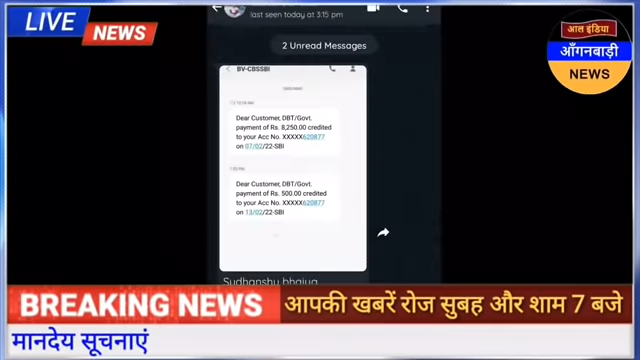 LIVE NEWS
last seen today at 3:15 pm
आल इंडिया
आँगनबाड़ी
NEWS
2 Unread Messages
BV-CBSSBI
Dear Customer, DBT/Govt.
payment of Rs. 8,250.00 credited
to your Acc No. XXXXX620877
on 07/02/22-SBI
Dear Customer, DBT/Govt.
payment of Rs. 500.00 credited
to your Acc No. XXXXX620877
on 13/02/22-SBI
Sudhanshu bhaiya
BREAKING NEWS आपकी खबरें रोज सुबह और शाम 7 बजे
मानदेय सूचनाएं